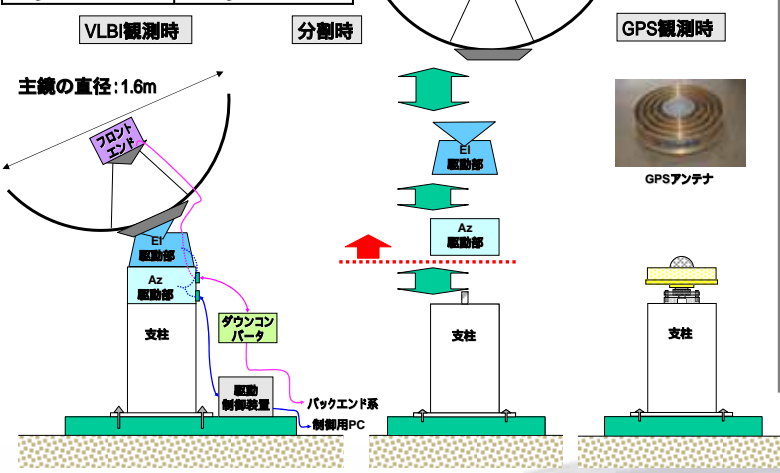 VLBI観測時
分割時
GPS観測時
主鏡の直径:1.6m
フロント
エンド
El
駆動部
Az
駆動部
支柱
ダウンコン
バータ
駆動
制御装置
バックエンド系
制御用PC
El
駆動部
Az
駆動部
支柱
GPSアンテナ
支柱